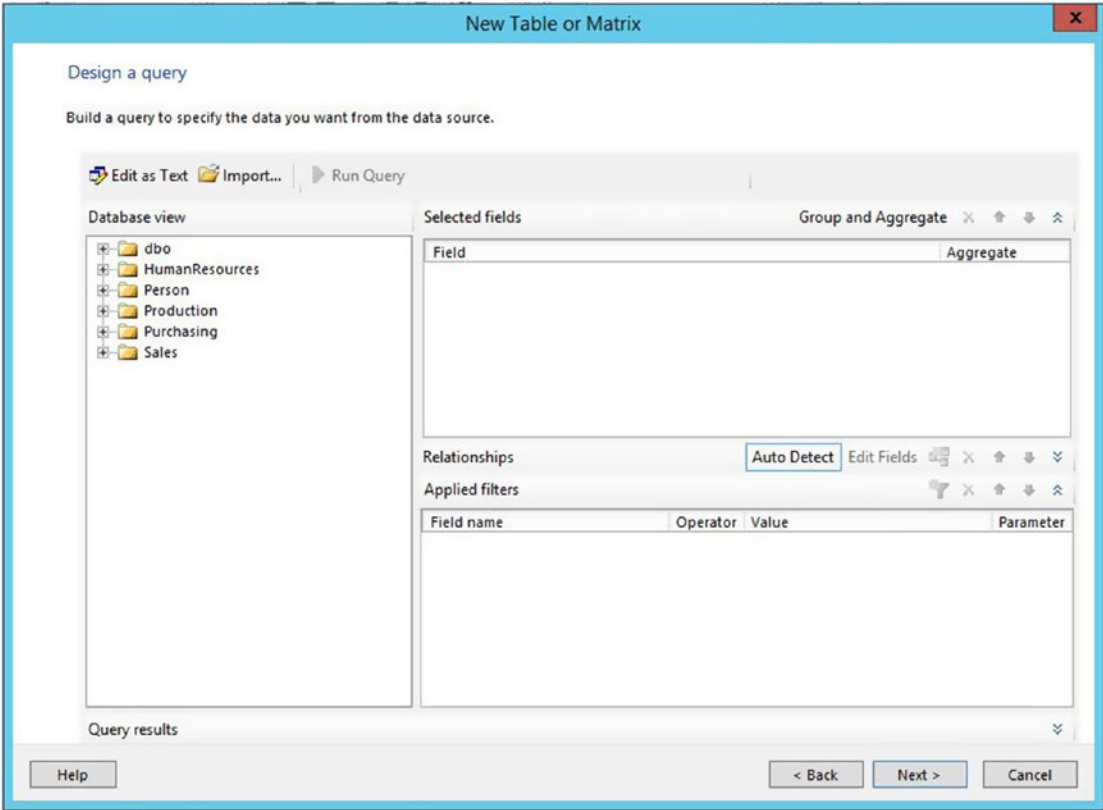 New Table or Matrix
x
Design a query
Build a query to specify the data you want from the data source.
Edit as Text Import... Run Query
Database view
dbo
HumanResources
Person
Production
Purchasing
Sales
Selected fields Group and Aggregate
Field Aggregate
Relationships Auto Detect Edit Fields
Applied filters
Field name Operator Value Parameter
Query results
Help < Back Next > Cancel